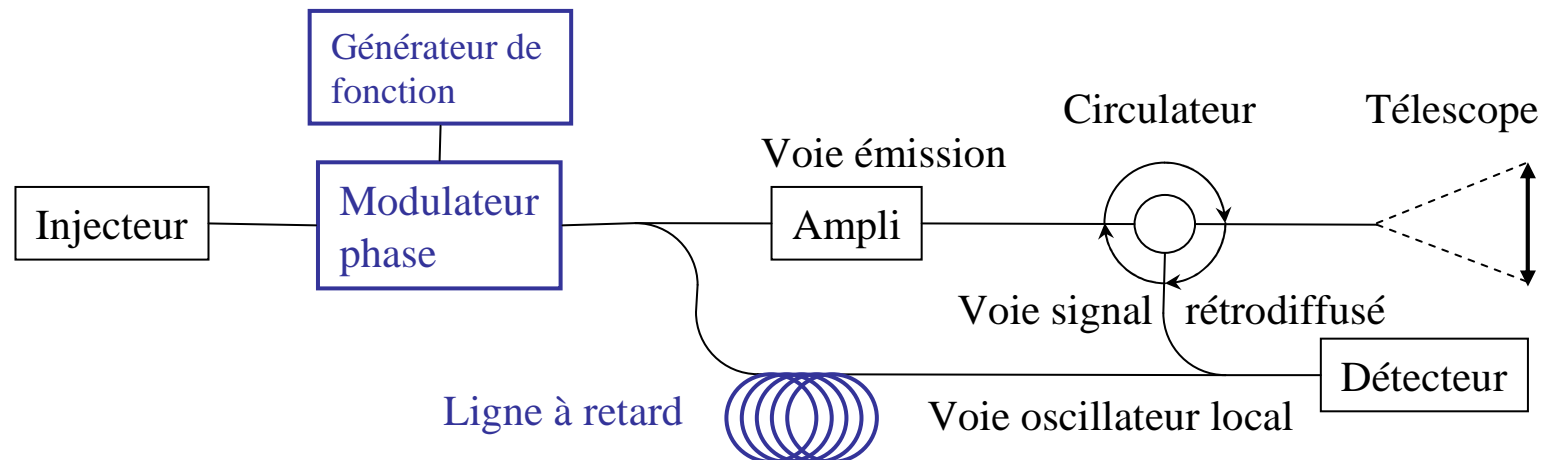 Générateur de
fonction
Circulateur
Télescope
Voie émission
Injecteur
Modulateur
phase
Ampli
Voie signal rétrodiffusé
Détecteur
Ligne à retard
Voie oscillateur local